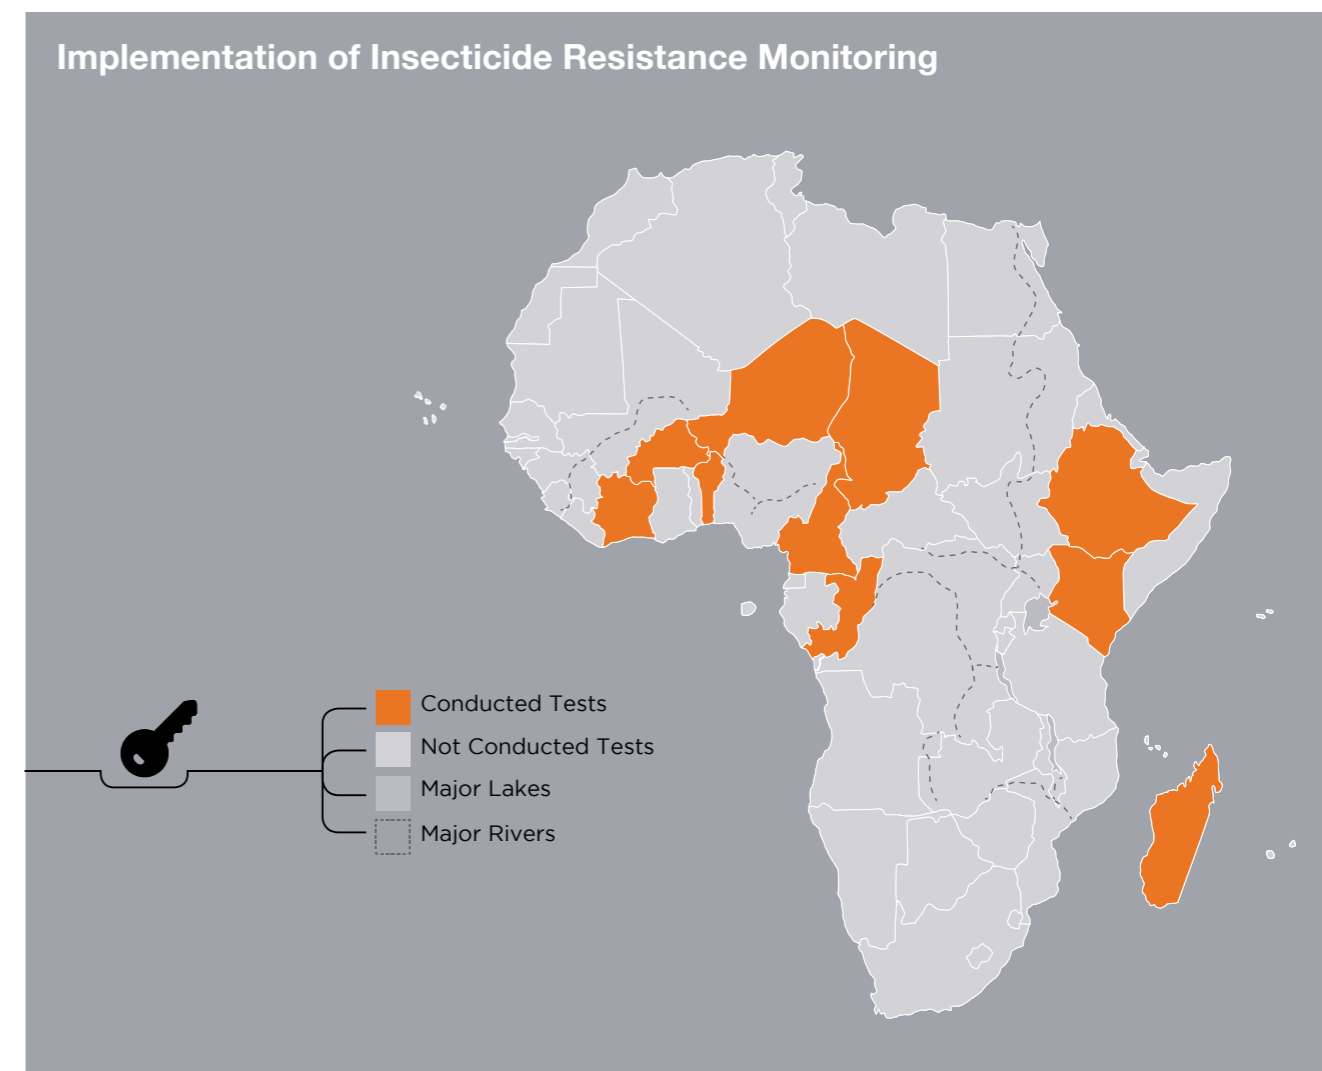 Implementation of Insecticide Resistance Monitoring
Conducted Tests
Not Conducted Tests
Major Lakes
Major Rivers